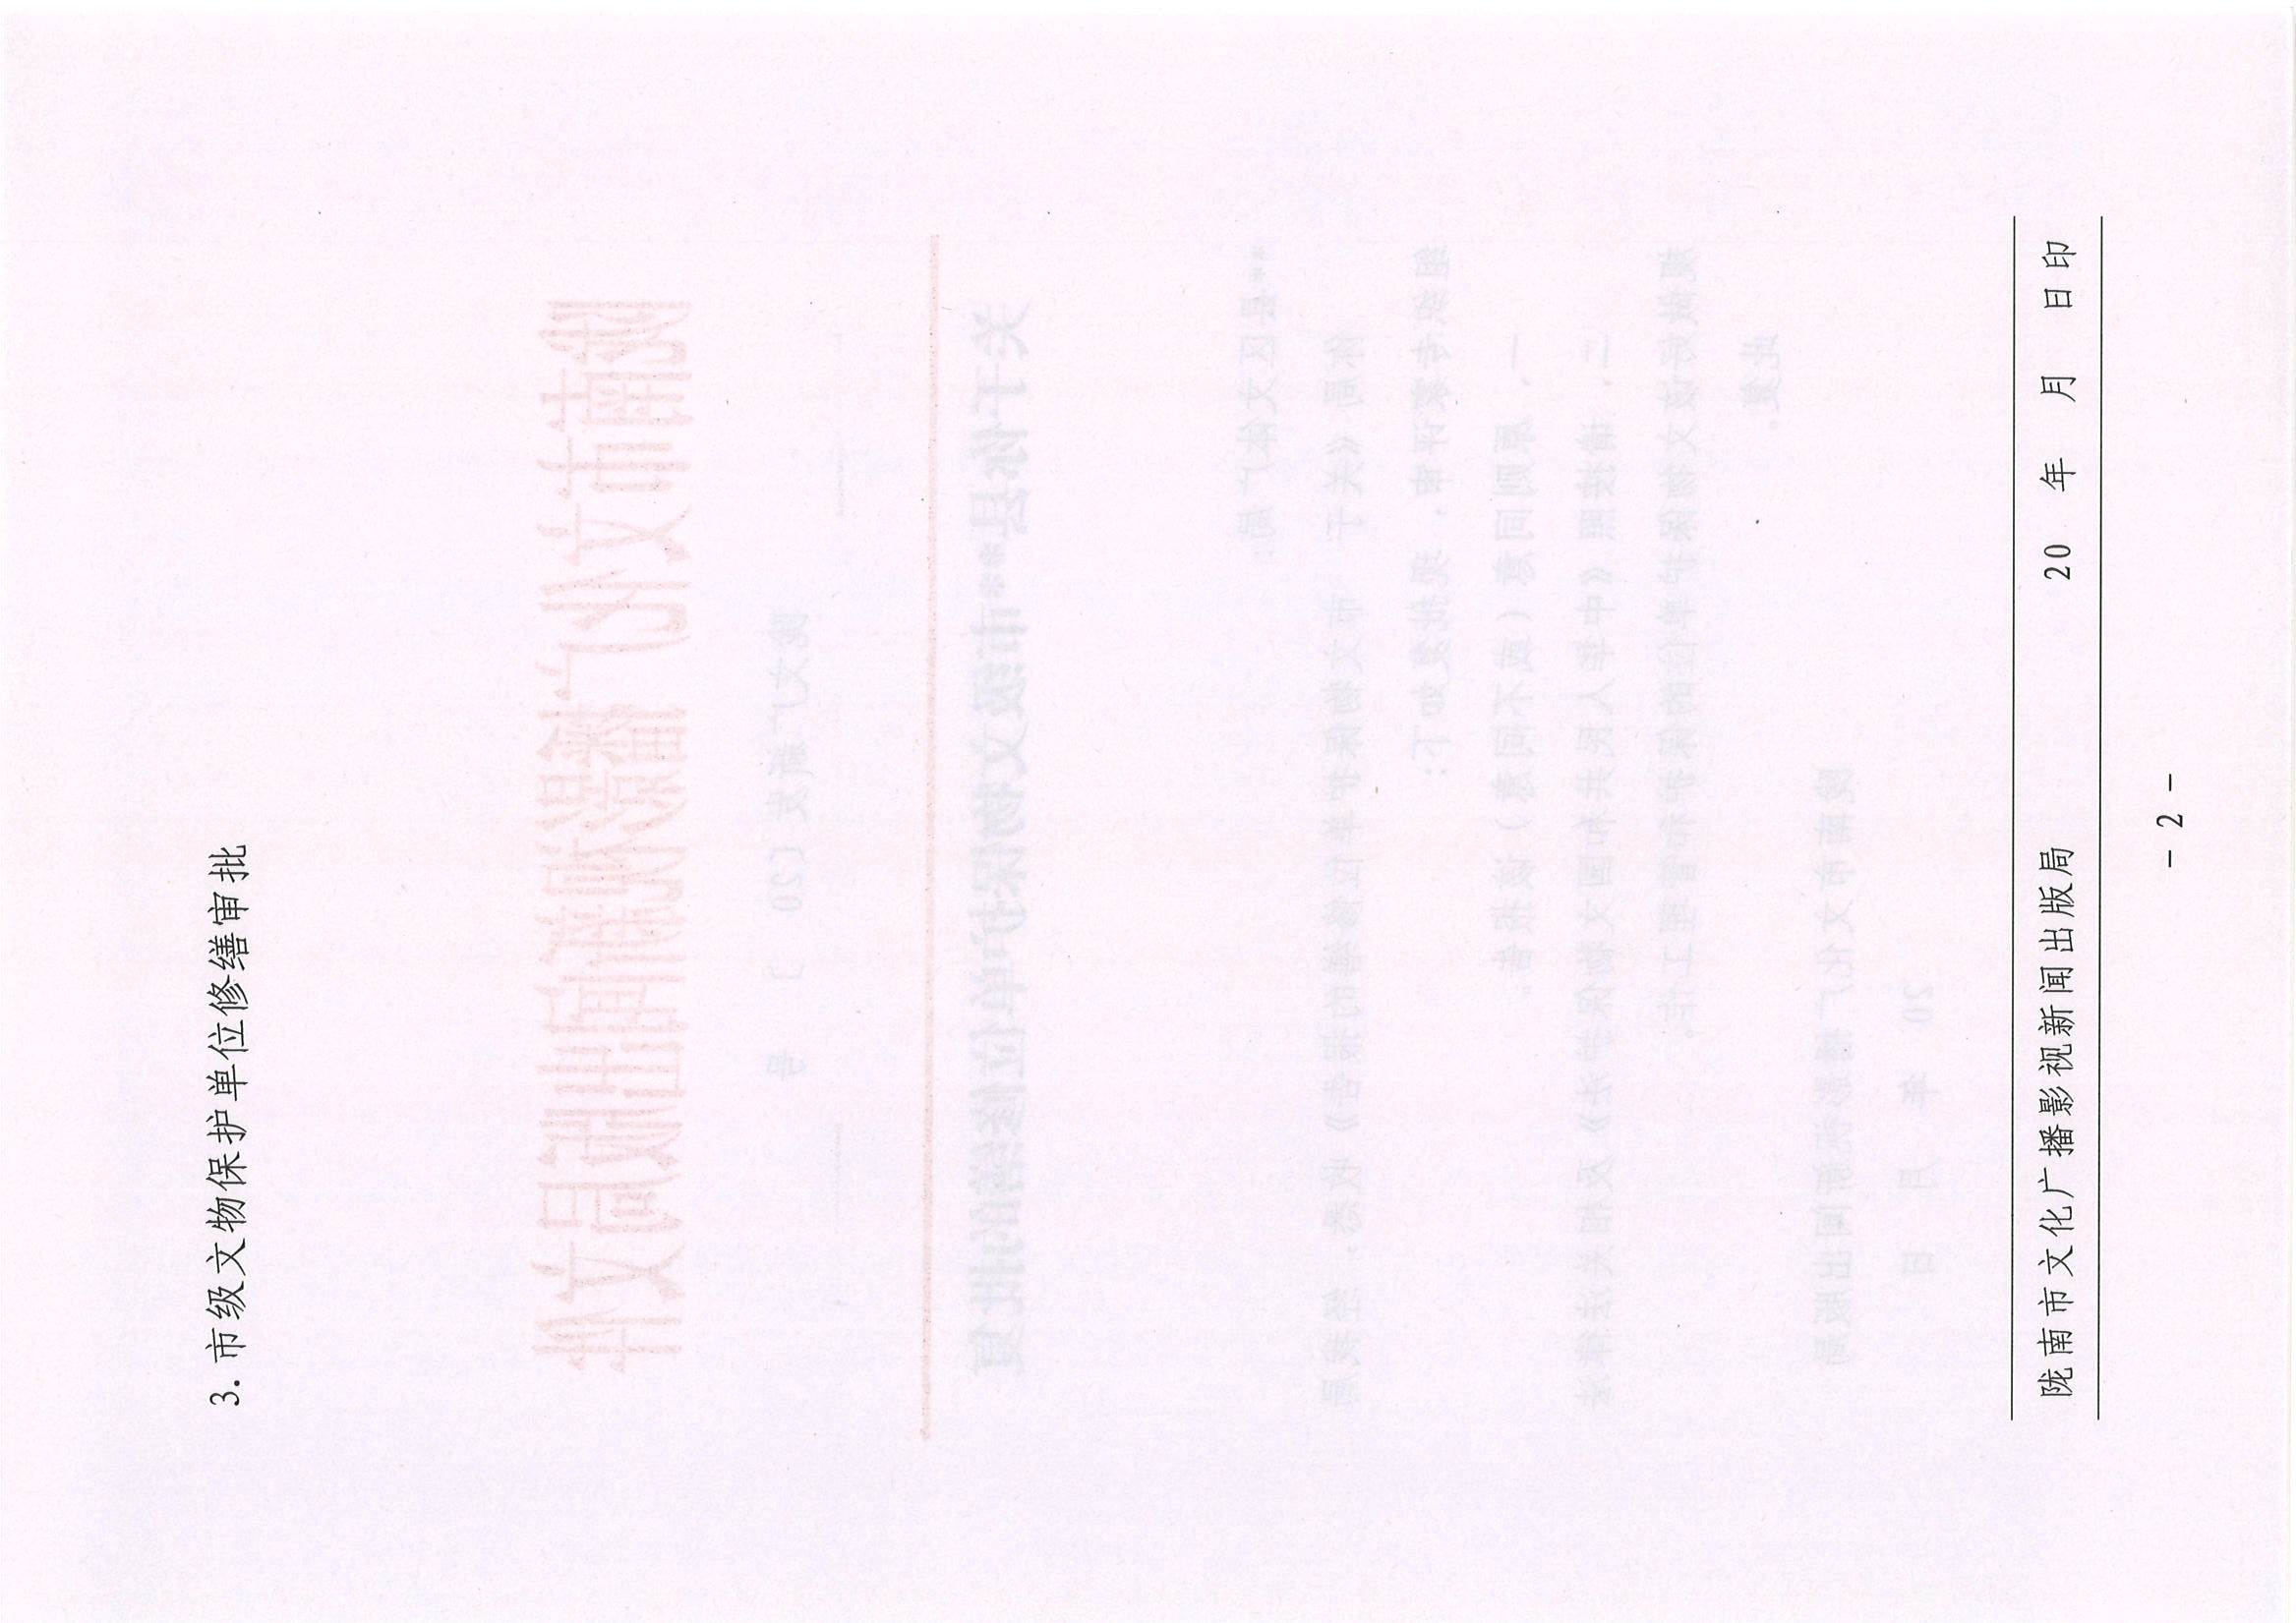 3. 市级文物保护单位修缮审批
陇南市文化广播影视新闻出版局文件
陇文广新发〔20　〕　号
关于你县**市级文物保护单位修缮的批复
**县区文体广局：
你局《关于　市文物保护单位修缮的报告》收悉，经我局
组织专家评审，现批复如下：
一、原则同意（或不同意）该报告。
二、请按照《中华人民共和国文物保护法》及相关法律法
规做好该文物保护单位的保护和管理工作。
此复。
陇南市文化广播影视新闻出版局
20　年　月　日
陇南市文化广播影视新闻出版局　20　年　月　日印
- 2 -